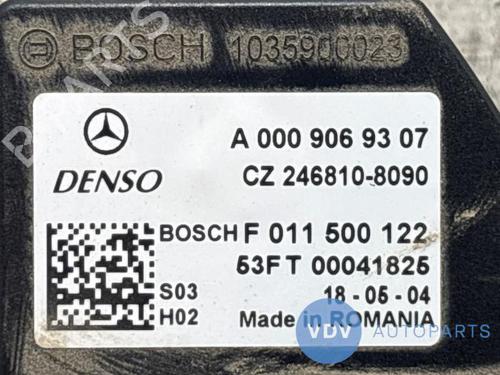 BOSCH 1035900023
A 000 906 93 07
DENSO CZ 246810-8090
BOSCH F 011 500 122
53FT 00041825
S03 18-05-04
H02 Made in ROMANIA
VDV AUTOPARTS
PARTS